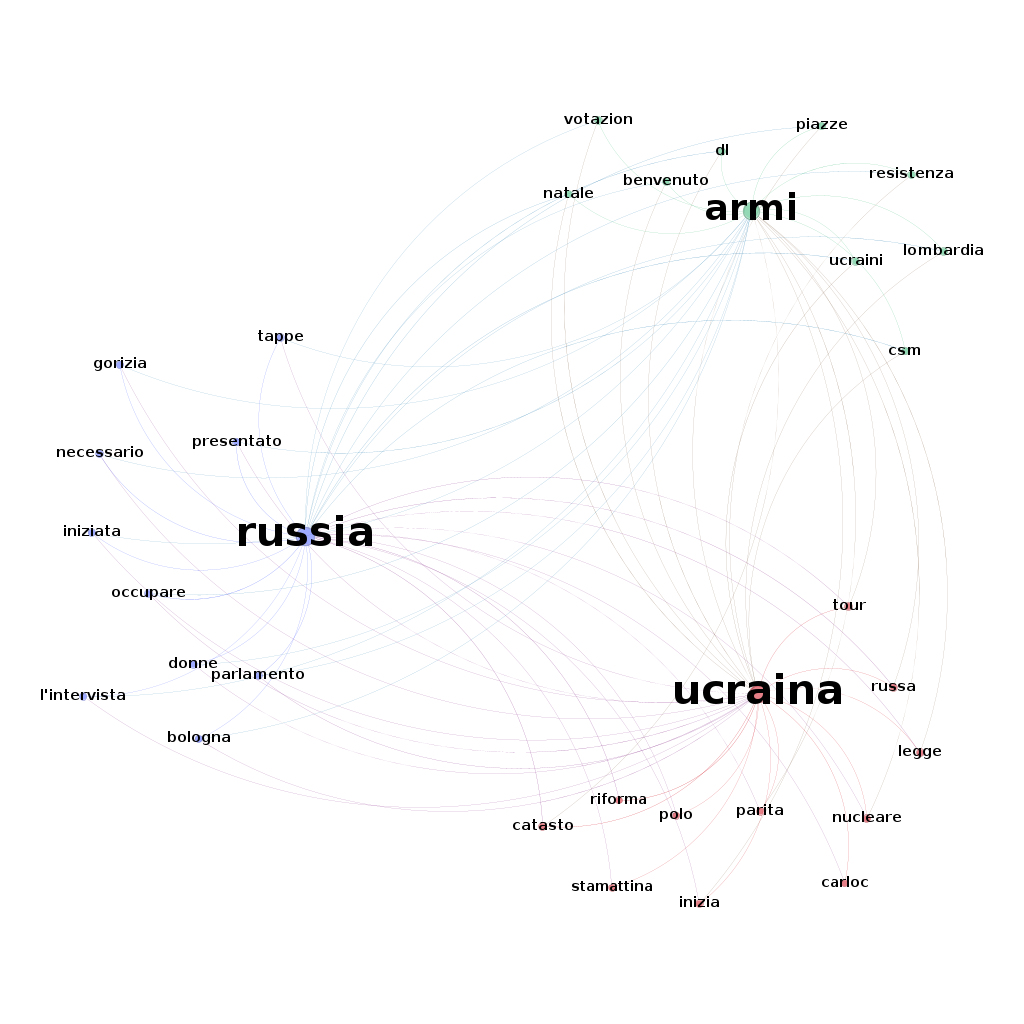 votazion
piazze
dl
resistenza
benvenuto
natale
armi
lombardia
ucraini
tappe
csm
gorizia
presentato
necessario
russia
iniziata
occupare
tour
donne
parlamento
russa
l'intervista
ucraina
bologna
legge
riforma
parita
polo
nucleare
catasto
carloc
stamattina
inizia